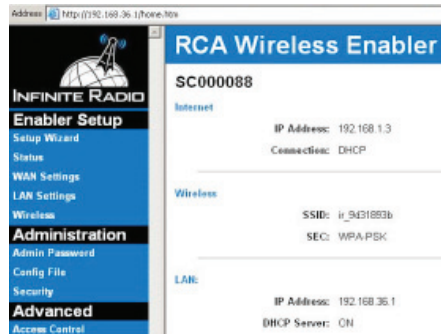 Address http://192.168.36.1/home.htm
INFINITE RADIO
Enabler Setup
Setup Wizard
Status
WAN Settings
LAN Settings
Wireless
Administration
Admin Password
Config File
Security
Advanced
Access Control
RCA Wireless Enabler
SC000088
Internet
IP Address: 192.168.1.3
Connection: DHCP
Wireless
SSID: ir_9d31893b
SEC: WPA-PSK
LAN:
IP Address: 192.168.36.1
DHCP Server: ON